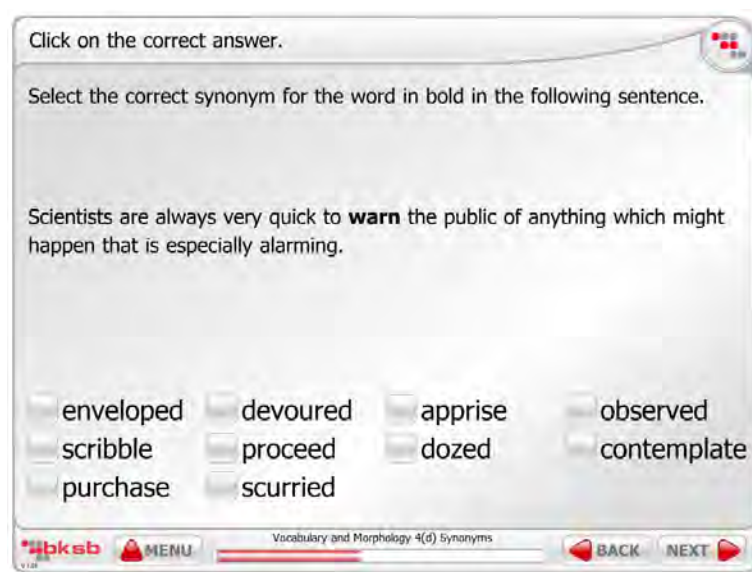 Click on the correct answer.
Select the correct synonym for the word in bold in the following sentence.
Scientists are always very quick to warn the public of anything which might
happen that is especially alarming.
enveloped devoured apprise observed
scribble proceed dozed contemplate
purchase scurried
bksb MENU Vocabulary and Morphology 4(d) Synonyms BACK NEXT